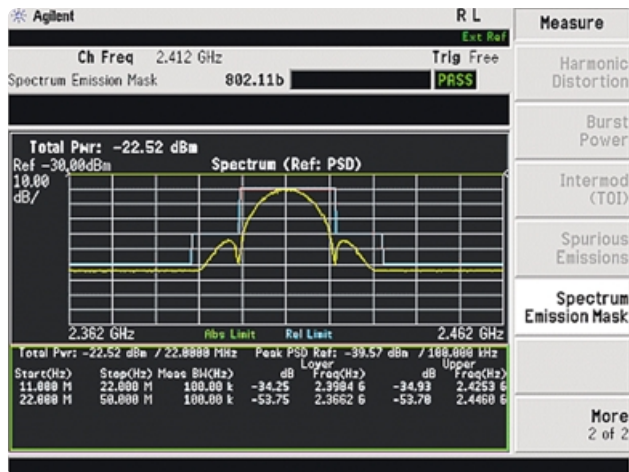 Agilent
R L
Ext Ref
Measure
Ch Freq 2.412 GHz
Trig Free
Spectrum Emission Mask 802.11b PASS
Harmonic
Distortion
Burst
Power
Total Pwr: -22.52 dBm
Ref -30.00dBm Spectrum (Ref: PSD)
10.00
dB/
Intermod
(TOI)
Spurious
Emissions
Spectrum
Emission Mask
2.362 GHz Abs Limit Rel Limit 2.462 GHz
Total Pwr: -22.52 dBm / 22.0000 MHz Peak PSD Ref: -39.57 dBm / 100.000 kHz
Lower Upper
Start(Hz) Stop(Hz) Meas BW(Hz) dB Freq(Hz) dB Freq(Hz)
11.000 M 22.000 M 100.00 k -34.25 2.3984 G -34.93 2.4253 G
22.000 M 50.000 M 100.00 k -53.75 2.3662 G -53.70 2.4460 G
More
2 of 2